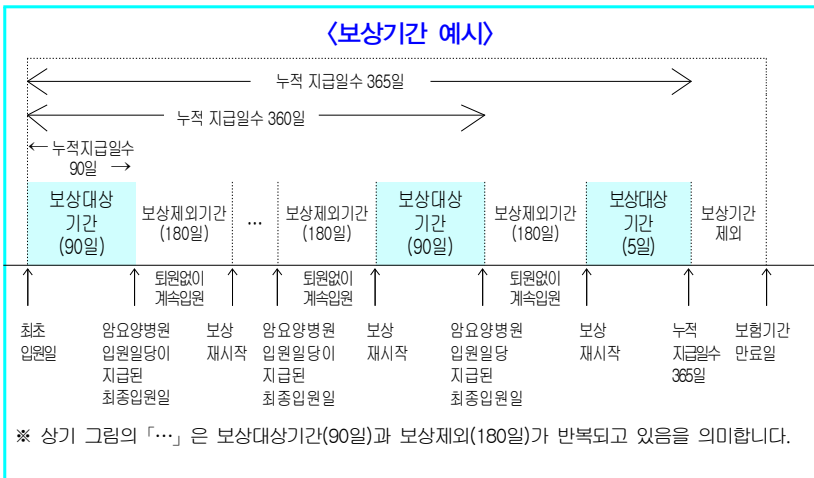 〈보상기간 예시〉
누적 지급일수 365일
누적 지급일수 360일
← 누적지급일수
90일 →
보상대상
기간
(90일)
보상제외기간
(180일)
…
보상제외기간
(180일)
보상대상
기간
(90일)
보상제외기간
(180일)
보상대상
기간
(5일)
보상기간
제외
퇴원없이
계속입원
퇴원없이
계속입원
퇴원없이
계속입원
최초
입원일
암요양병원
입원일당이
지급된
최종입원일
보상
재시작
암요양병원
입원일당이
지급된
최종입원일
보상
재시작
암요양병원
입원일당
지급된
최종입원일
보상
재시작
누적
지급일수
365일
보험기간
만료일
※ 상기 그림의「…」은 보상대상기간(90일)과 보상제외(180일)가 반복되고 있음을 의미합니다.